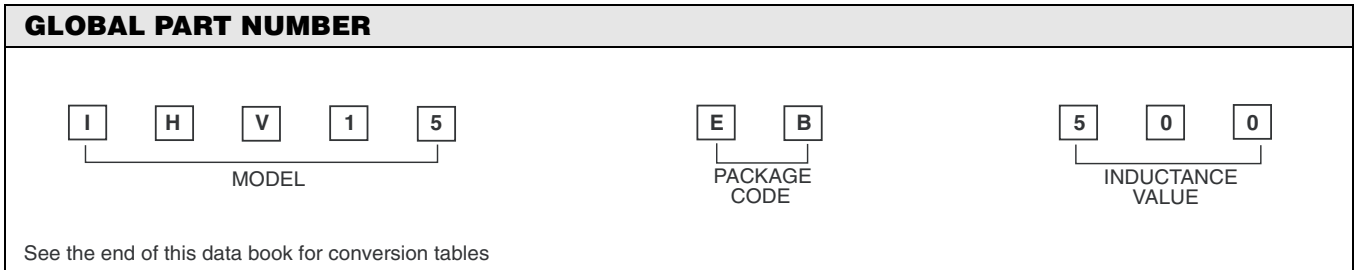 GLOBAL PART NUMBER
I H V 1 5 E B 5 0 0
MODEL PACKAGE CODE INDUCTANCE VALUE
See the end of this data book for conversion tables